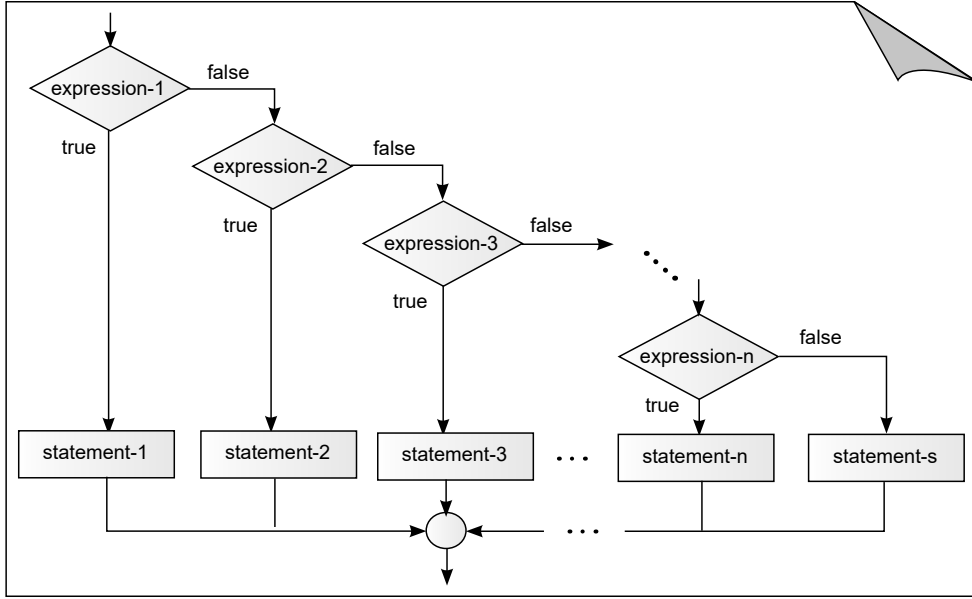 false
expression-1
true
false
expression-2
true
false
expression-3
true
false
expression-n
true
statement-1
statement-2
statement-3
...
statement-n
statement-s
...